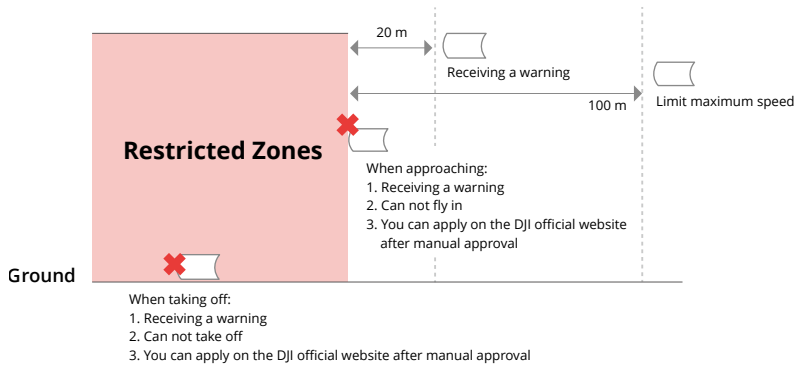 20 m
Receiving a warning
100 m
Limit maximum speed
Restricted Zones
When approaching:
1. Receiving a warning
2. Can not fly in
3. You can apply on the DJI official website
after manual approval
Ground
When taking off:
1. Receiving a warning
2. Can not take off
3. You can apply on the DJI official website after manual approval